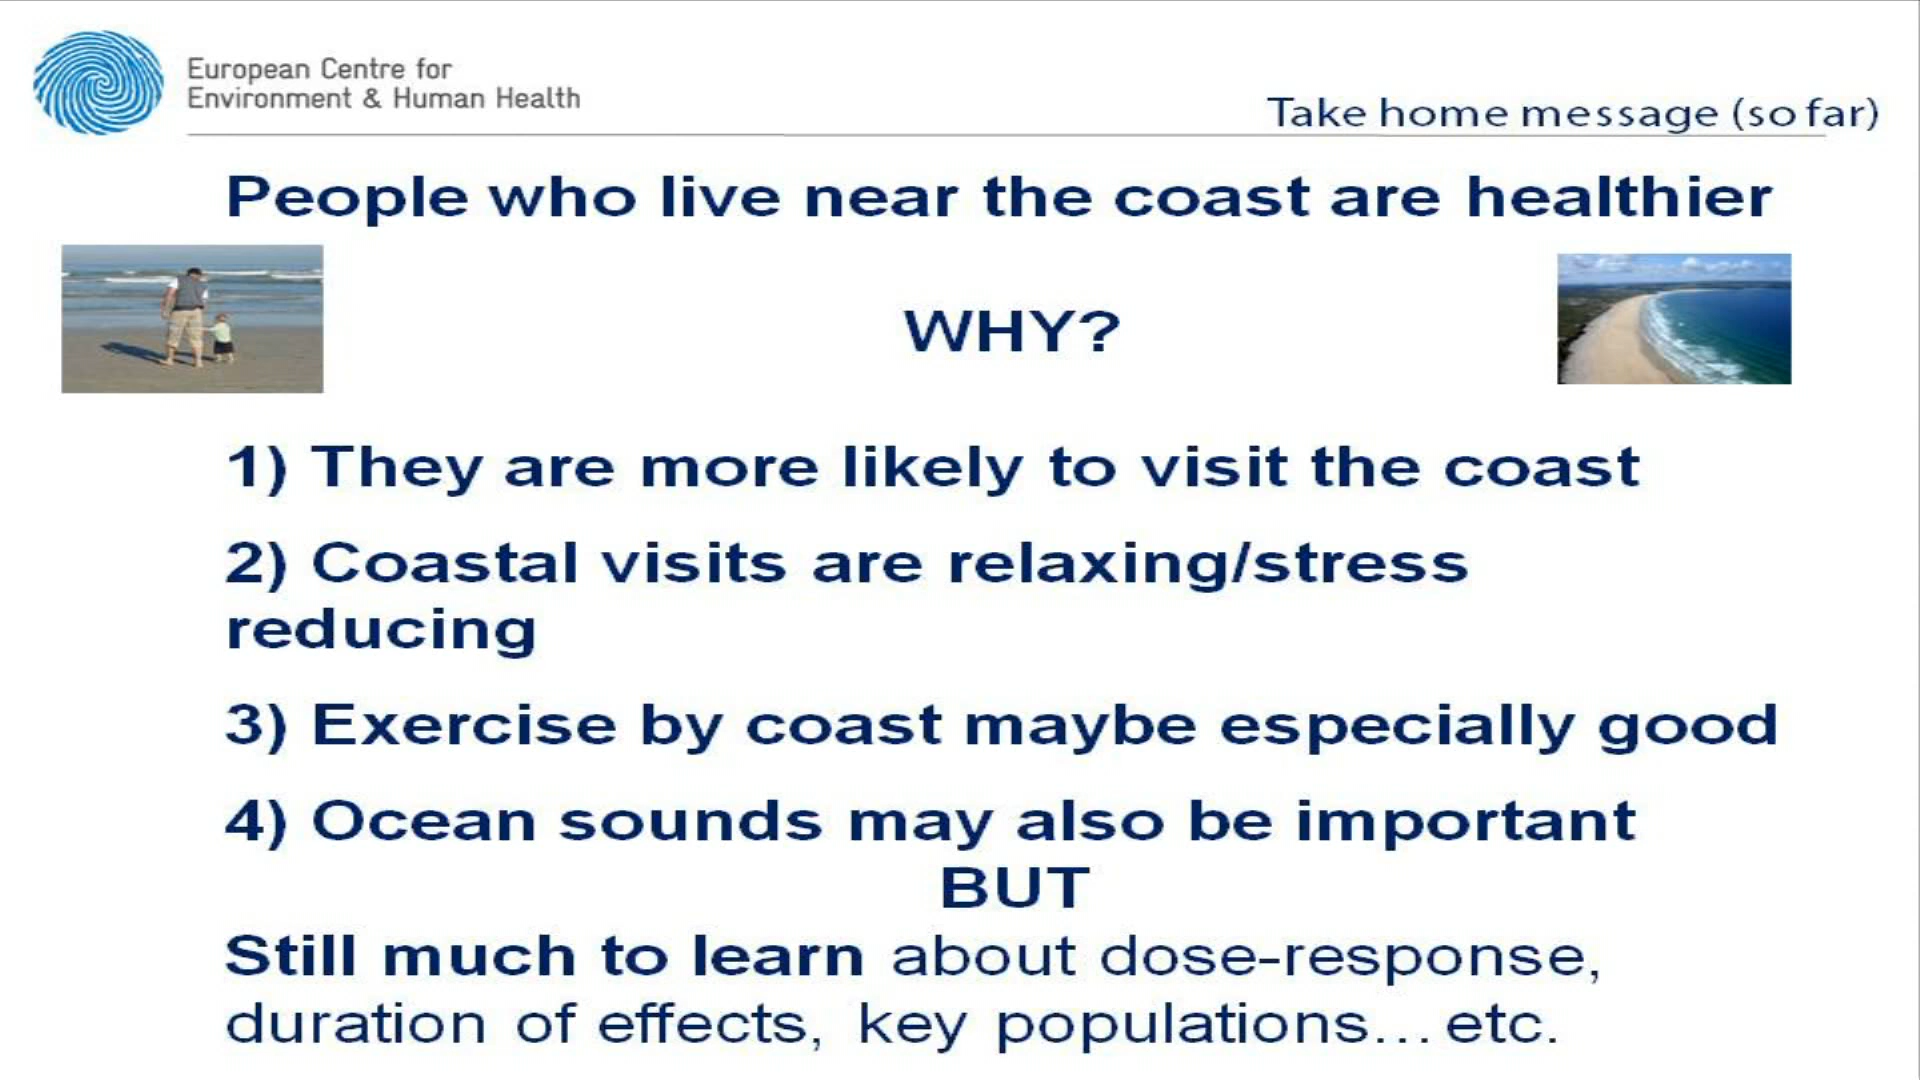 European Centre for
Environment & Human Health
Take home message (so far)
People who live near the coast are healthier
WHY?
1) They are more likely to visit the coast
2) Coastal visits are relaxing/stress
reducing
3) Exercise by coast maybe especially good
4) Ocean sounds may also be important
BUT
Still much to learn about dose-response,
duration of effects, key populations... etc.